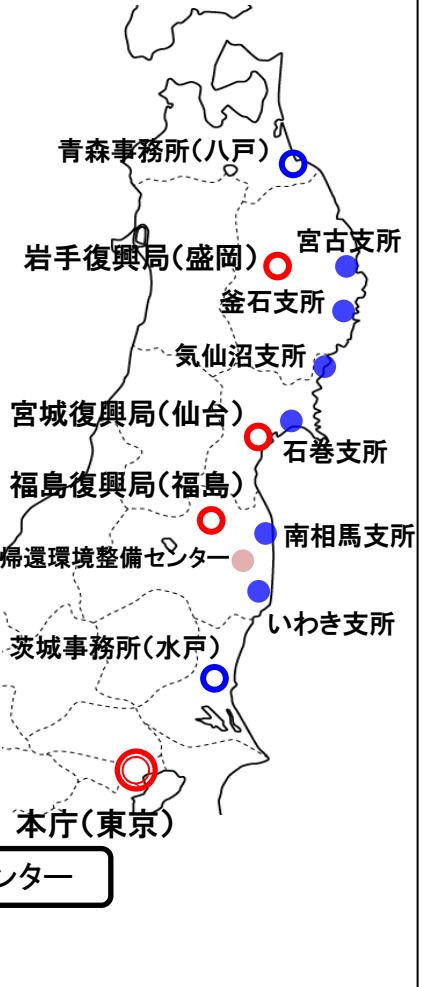 青森事務所（八戸）
宮古支所
岩手復興局（盛岡）
釜石支所
気仙沼支所
宮城復興局（仙台）
石巻支所
福島復興局（福島）
南相馬支所
帰還環境整備センター
いわき支所
茨城事務所（水戸）
本庁（東京）
ンター